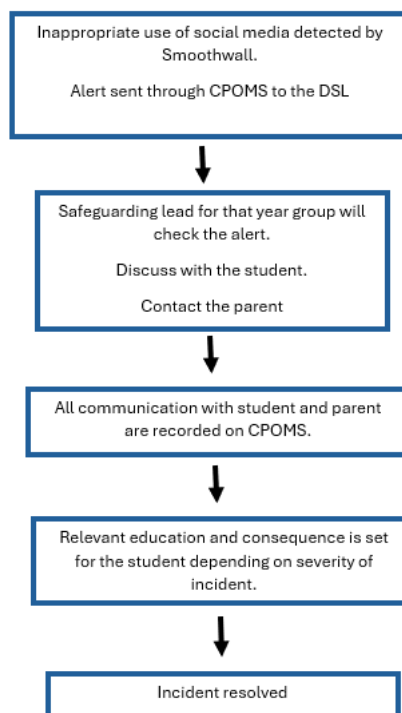 Inappropriate use of social media detected by
Smoothwall.
Alert sent through CPOMS to the DSL
Safeguarding lead for that year group will
check the alert.
Discuss with the student.
Contact the parent
All communication with student and parent
are recorded on CPOMS.
Relevant education and consequence is set
for the student depending on severity of
incident.
Incident resolved